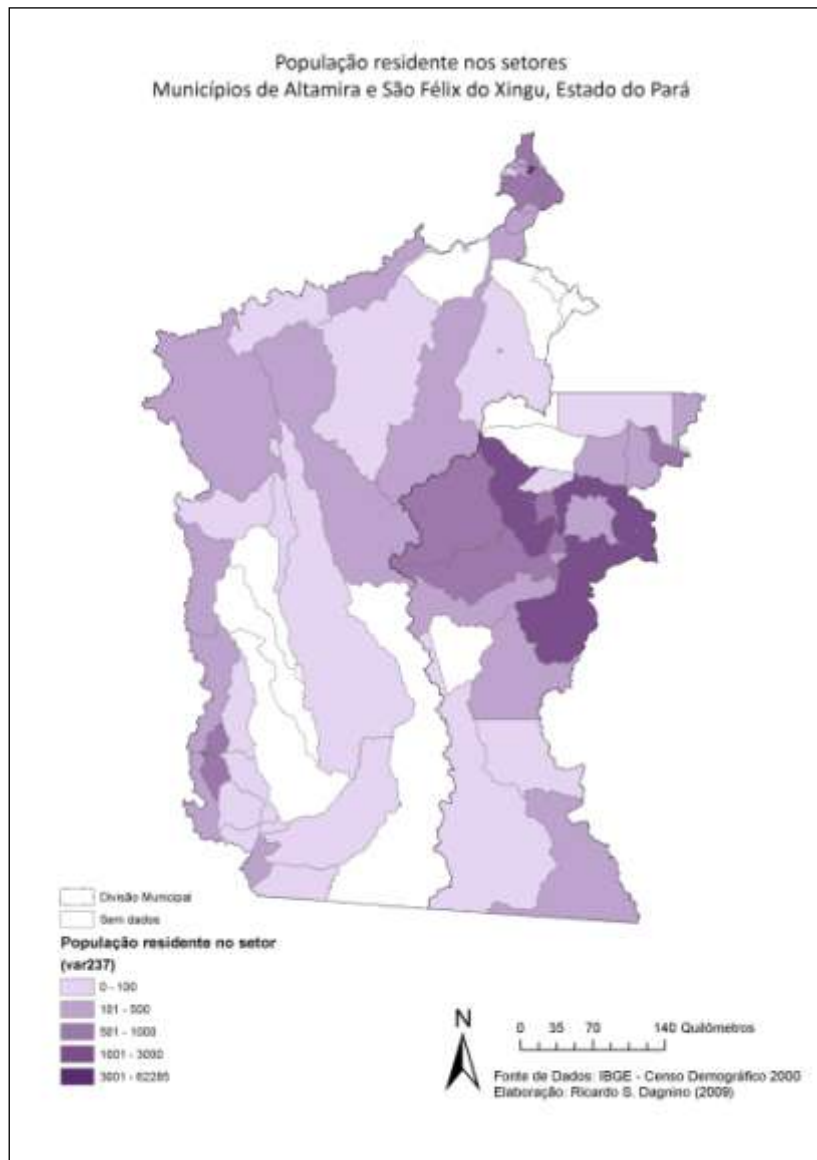 População residente nos setores
Municípios de Altamira e São Félix do Xingu, Estado do Pará
Divisão Municipal
Sem dados
População residente no setor
(var237)
0 - 100
101 - 500
501 - 1000
1001 - 3000
3001 - 62285
N
0 35 70 140 Quilômetros
Fonte de Dados: IBGE - Censo Demográfico 2000
Elaboração: Ricardo S. Dagnino (2009)